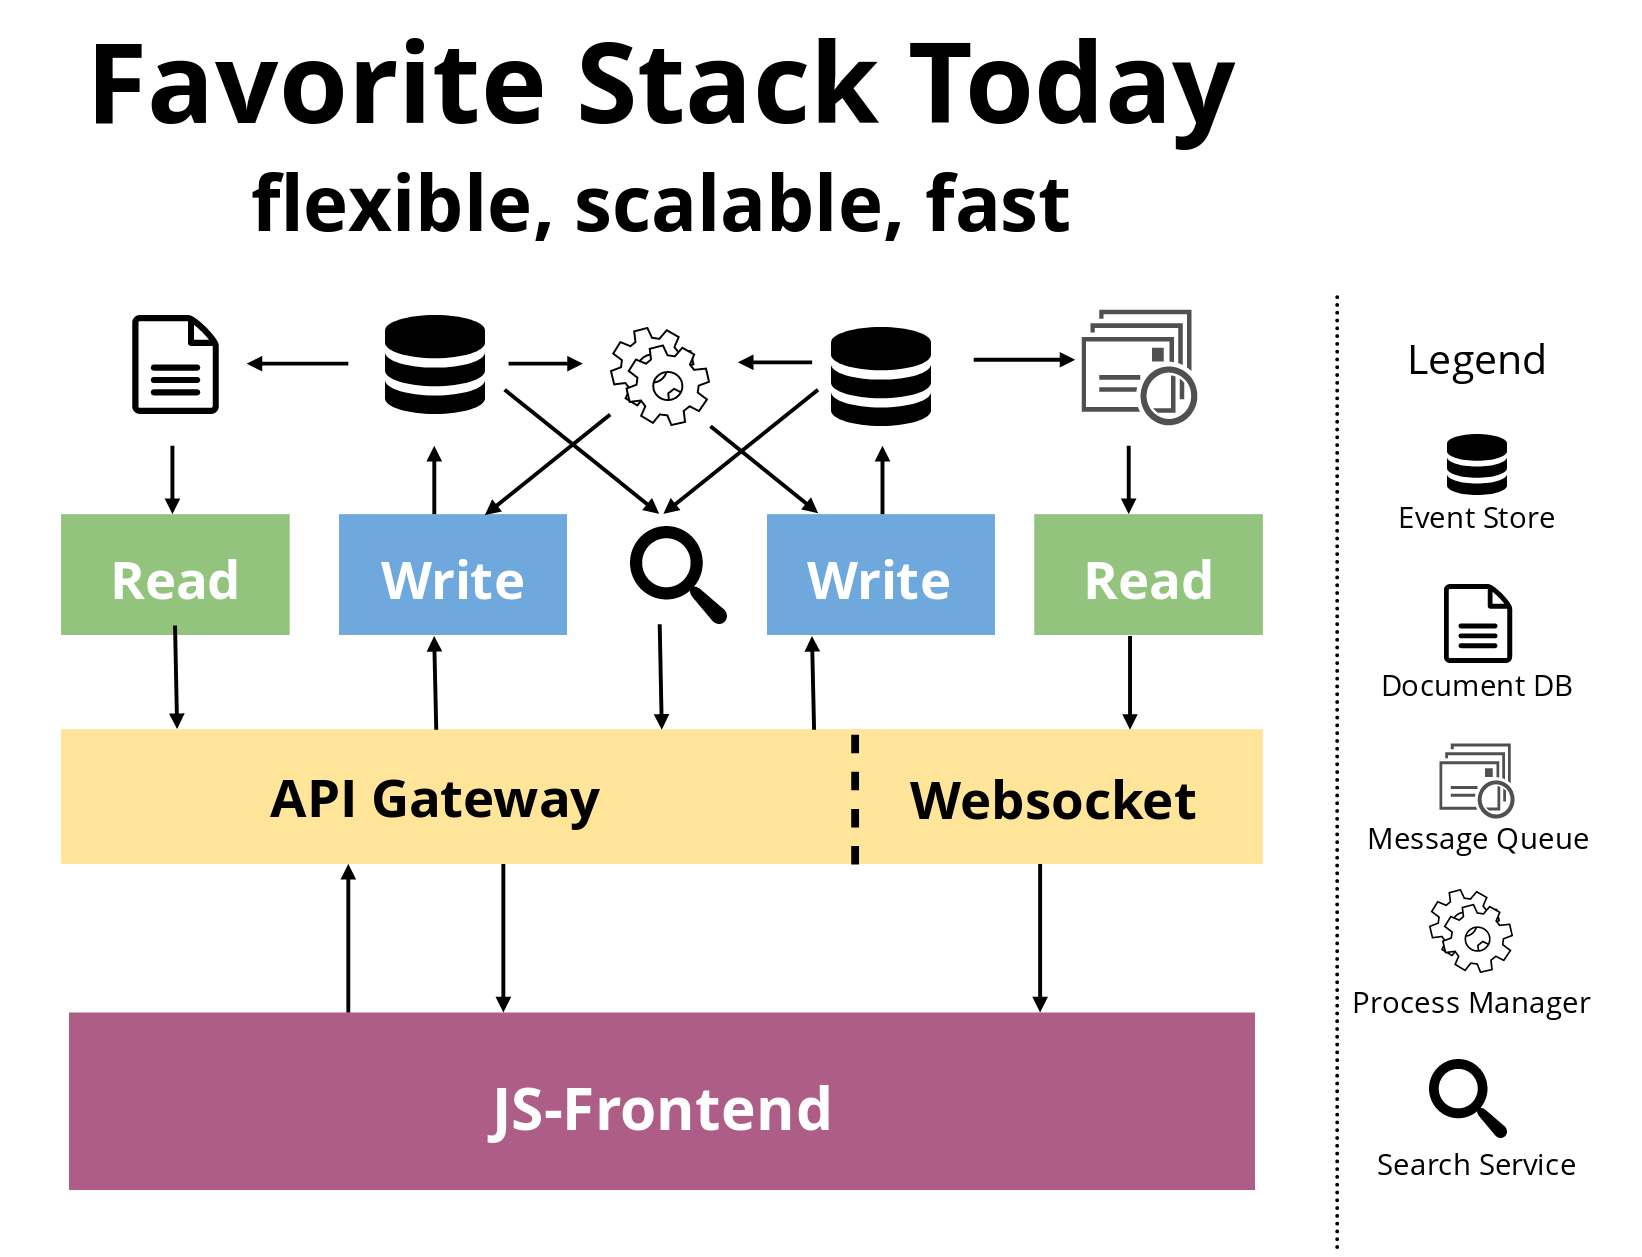 Favorite Stack Today
flexible, scalable, fast
Read
Write
Write
Read
API Gateway
Websocket
JS-Frontend
Legend
Event Store
Document DB
Message Queue
Process Manager
Search Service